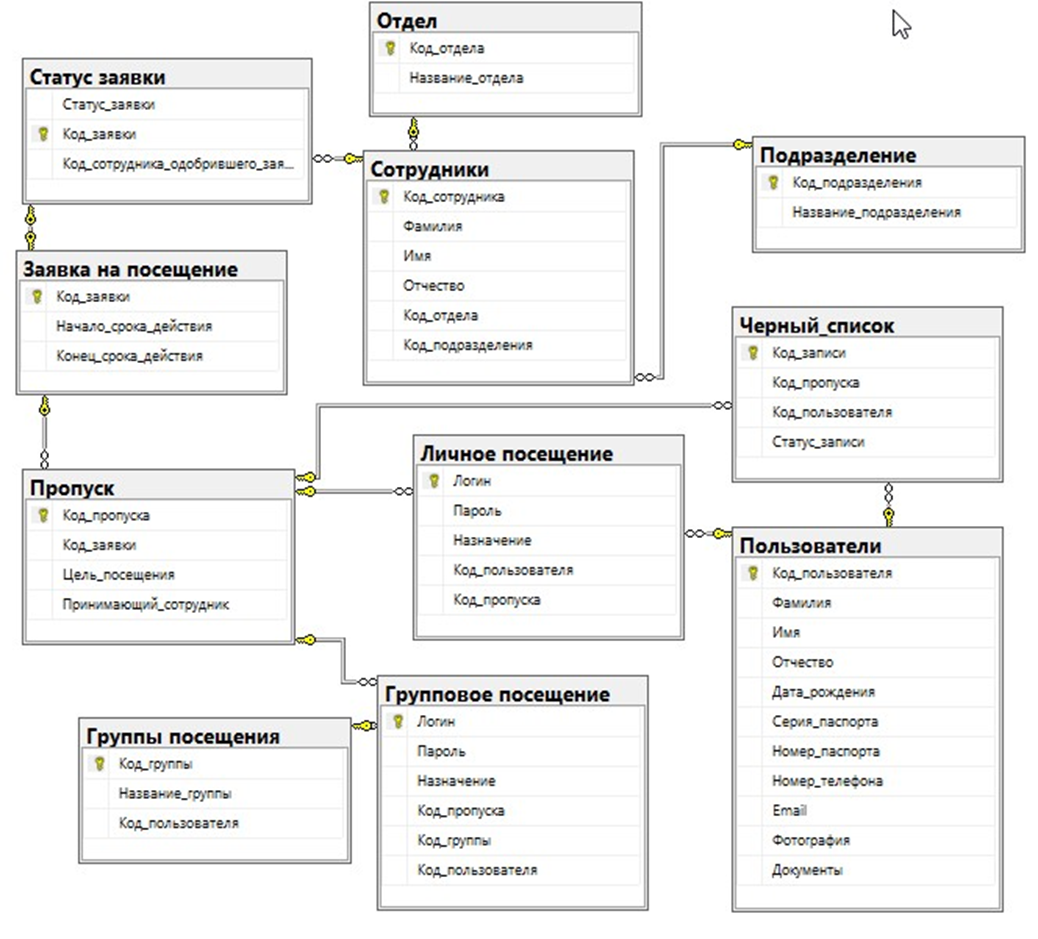 Отдел
Код_отдела
Название_отдела
Статус заявки
Статус_заявки
Код_заявки
Код_сотрудника_одобрившего_зая...
Сотрудники
Код_сотрудника
Фамилия
Имя
Отчество
Код_отдела
Код_подразделения
Подразделение
Код_подразделения
Название_подразделения
Заявка на посещение
Код_заявки
Начало_срока_действия
Конец_срока_действия
Черный_список
Код_записи
Код_пропуска
Код_пользователя
Статус_записи
Личное посещение
Логин
Пароль
Назначение
Код_пользователя
Код_пропуска
Пропуск
Код_пропуска
Код_заявки
Цель_посещения
Принимающий_сотрудник
Пользователи
Код_пользователя
Фамилия
Имя
Отчество
Дата_рождения
Серия_паспорта
Номер_паспорта
Номер_телефона
Email
Фотография
Документы
Групповое посещение
Логин
Пароль
Назначение
Код_пропуска
Код_группы
Код_пользователя
Группы посещения
Код_группы
Название_группы
Код_пользователя